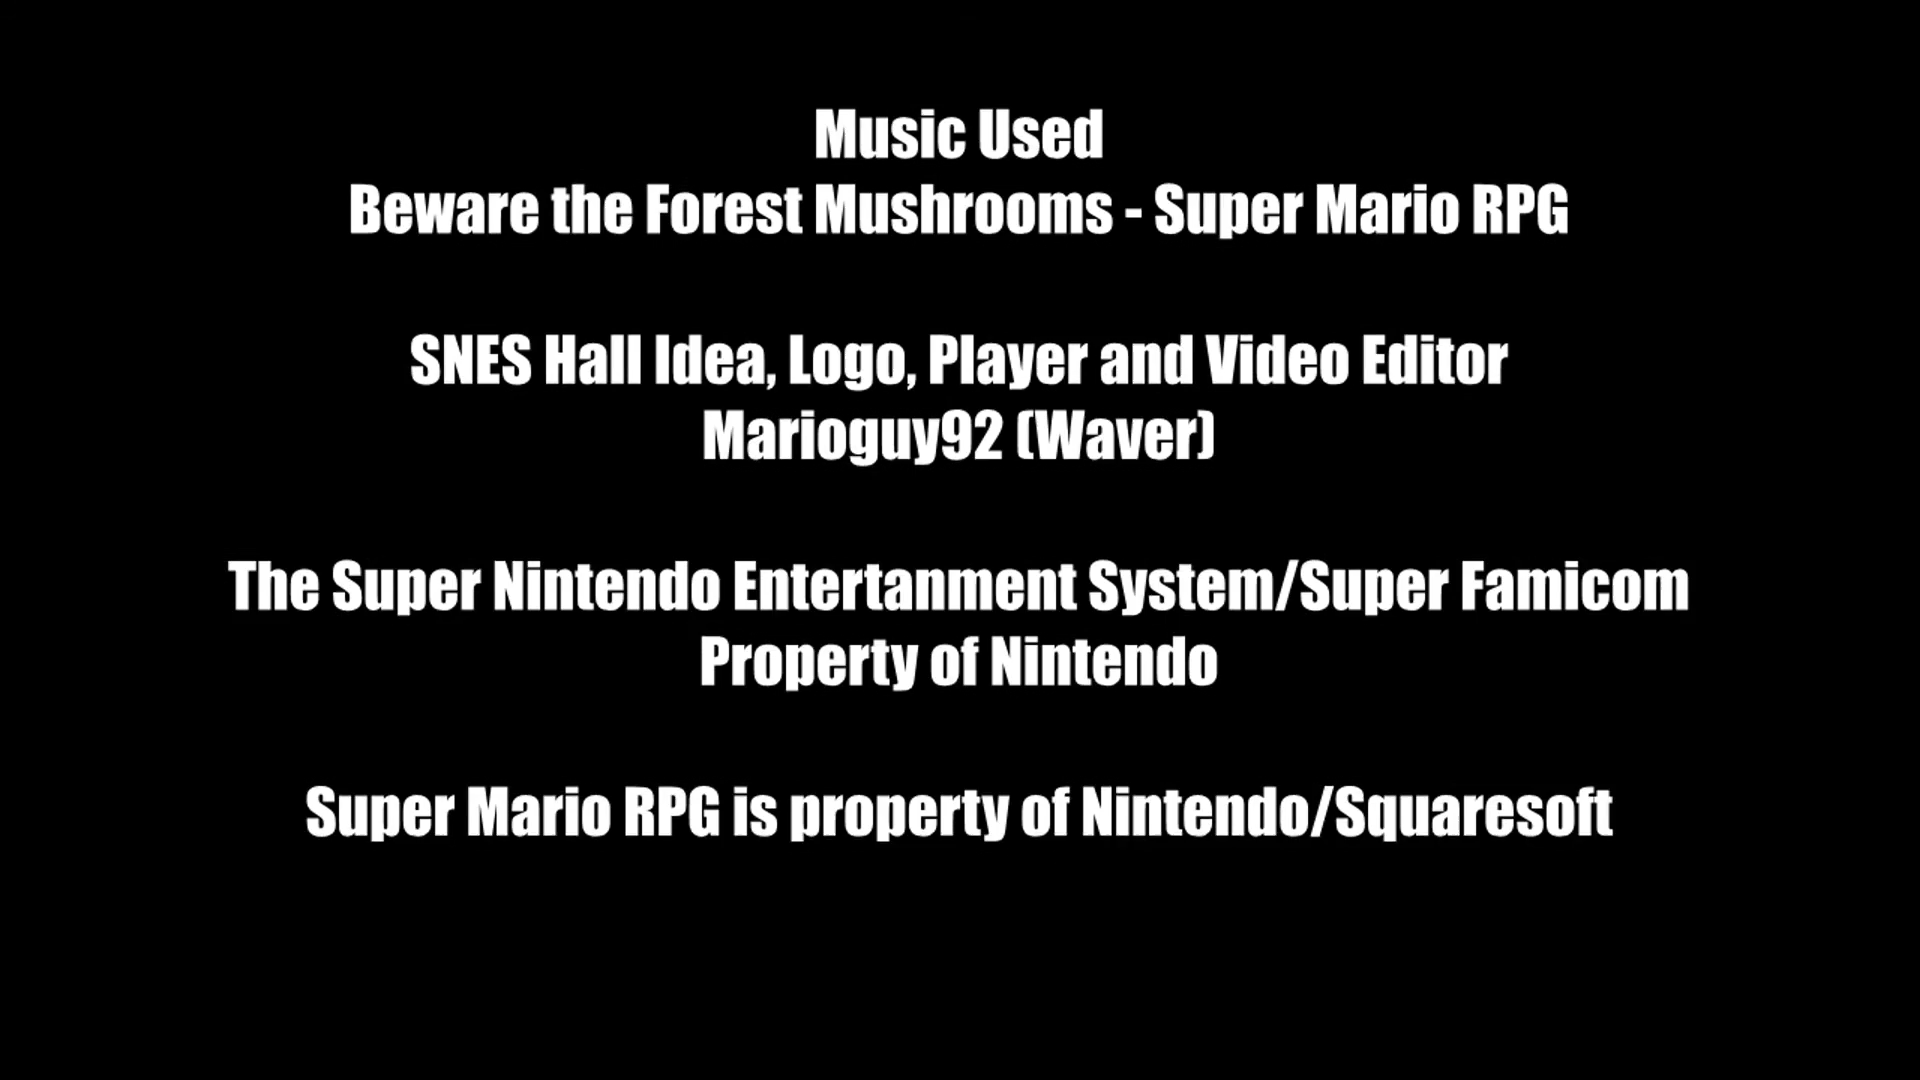 Music Used
Beware the Forest Mushrooms - Super Mario RPG
SNES Hall Idea, Logo, Player and Video Editor
Marioguy92 (Waver)
The Super Nintendo Entertanment System/Super Famicom
Property of Nintendo
Super Mario RPG is property of Nintendo/Squaresoft